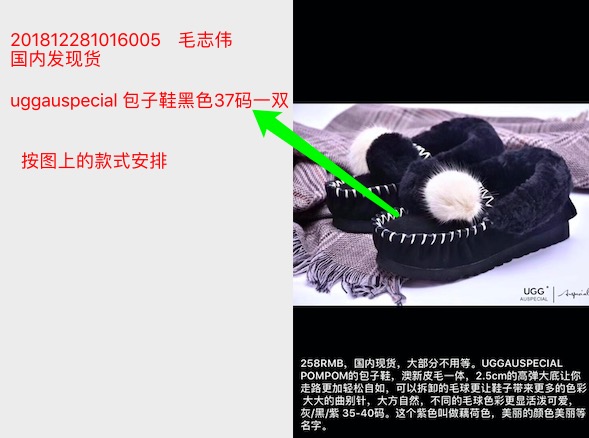 201812281016005 毛志伟
国内发现货
uggauspecial 包子鞋黑色37码一双
按图上的款式安排
UGG
AUSPECIAL
Auspecial
258RMB，国内现货，大部分不用等。UGGAUSPECIAL
POMPOM的包子鞋，澳新皮毛一体，2.5cm的高弹大底让你
走路更加轻松自如，可以拆卸的毛球更让鞋子带来更多的色彩
大大的曲别针，大方自然，不同的毛球色彩更显活泼可爱，
灰/黑/紫 35-40码。这个紫色叫做藕荷色，美丽的颜色美丽等
名字。